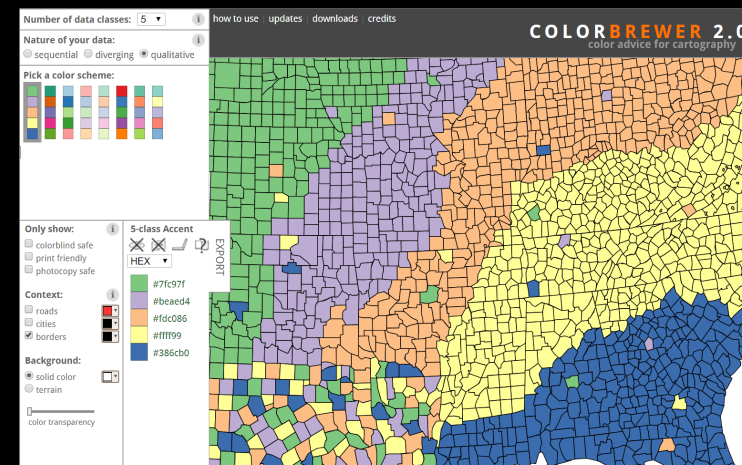 Number of data classes: 5
how to use | updates | downloads | credits
COLORBREWER 2.0
color advice for cartography
Nature of your data:
sequential diverging qualitative
Pick a color scheme:
Only show:
colorblind safe
print friendly
photocopy safe
Context:
roads
cities
borders
Background:
solid color
terrain
color transparency
5-class Accent
HEX
EXPORT
#7fc97f
#beaed4
#fdc086
#ffff99
#386cb0